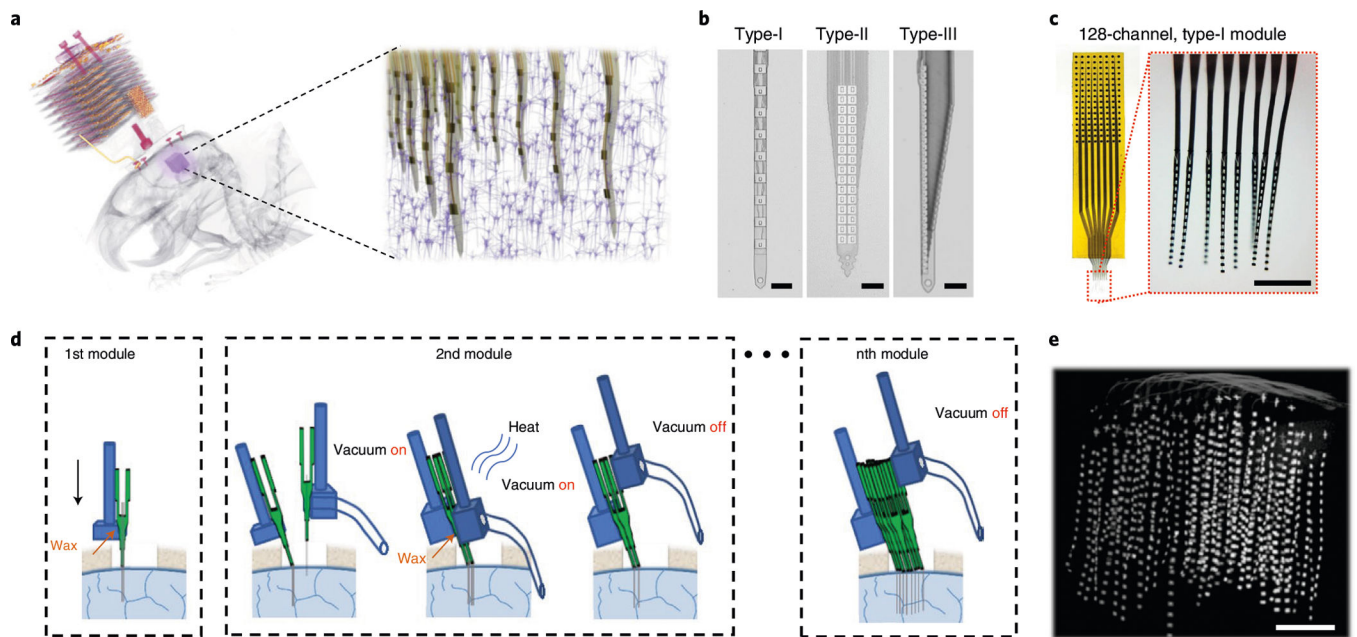 a
b
Type-I
Type-II
Type-III
c
128-channel, type-I module
d
1st module
Wax
2nd module
Vacuum on
Heat
Vacuum on
Wax
Vacuum off
nth module
Vacuum off
e